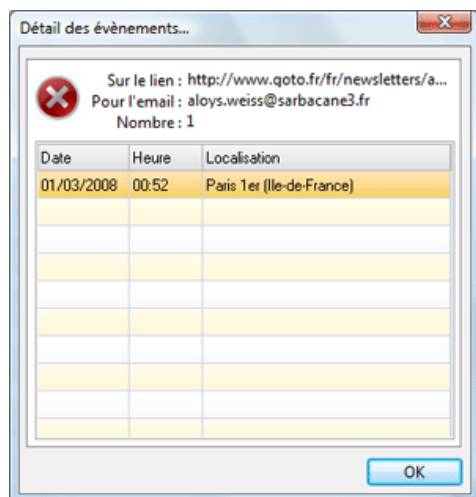 Détail des évènements...
Sur le lien : http://www.qoto.fr/fr/newsletters/a...
Pour l'email : aloys.weiss@sarbacane3.fr
Nombre : 1
Date Heure Localisation
01/03/2008 00:52 Paris 1er (Ile-de-France)
OK